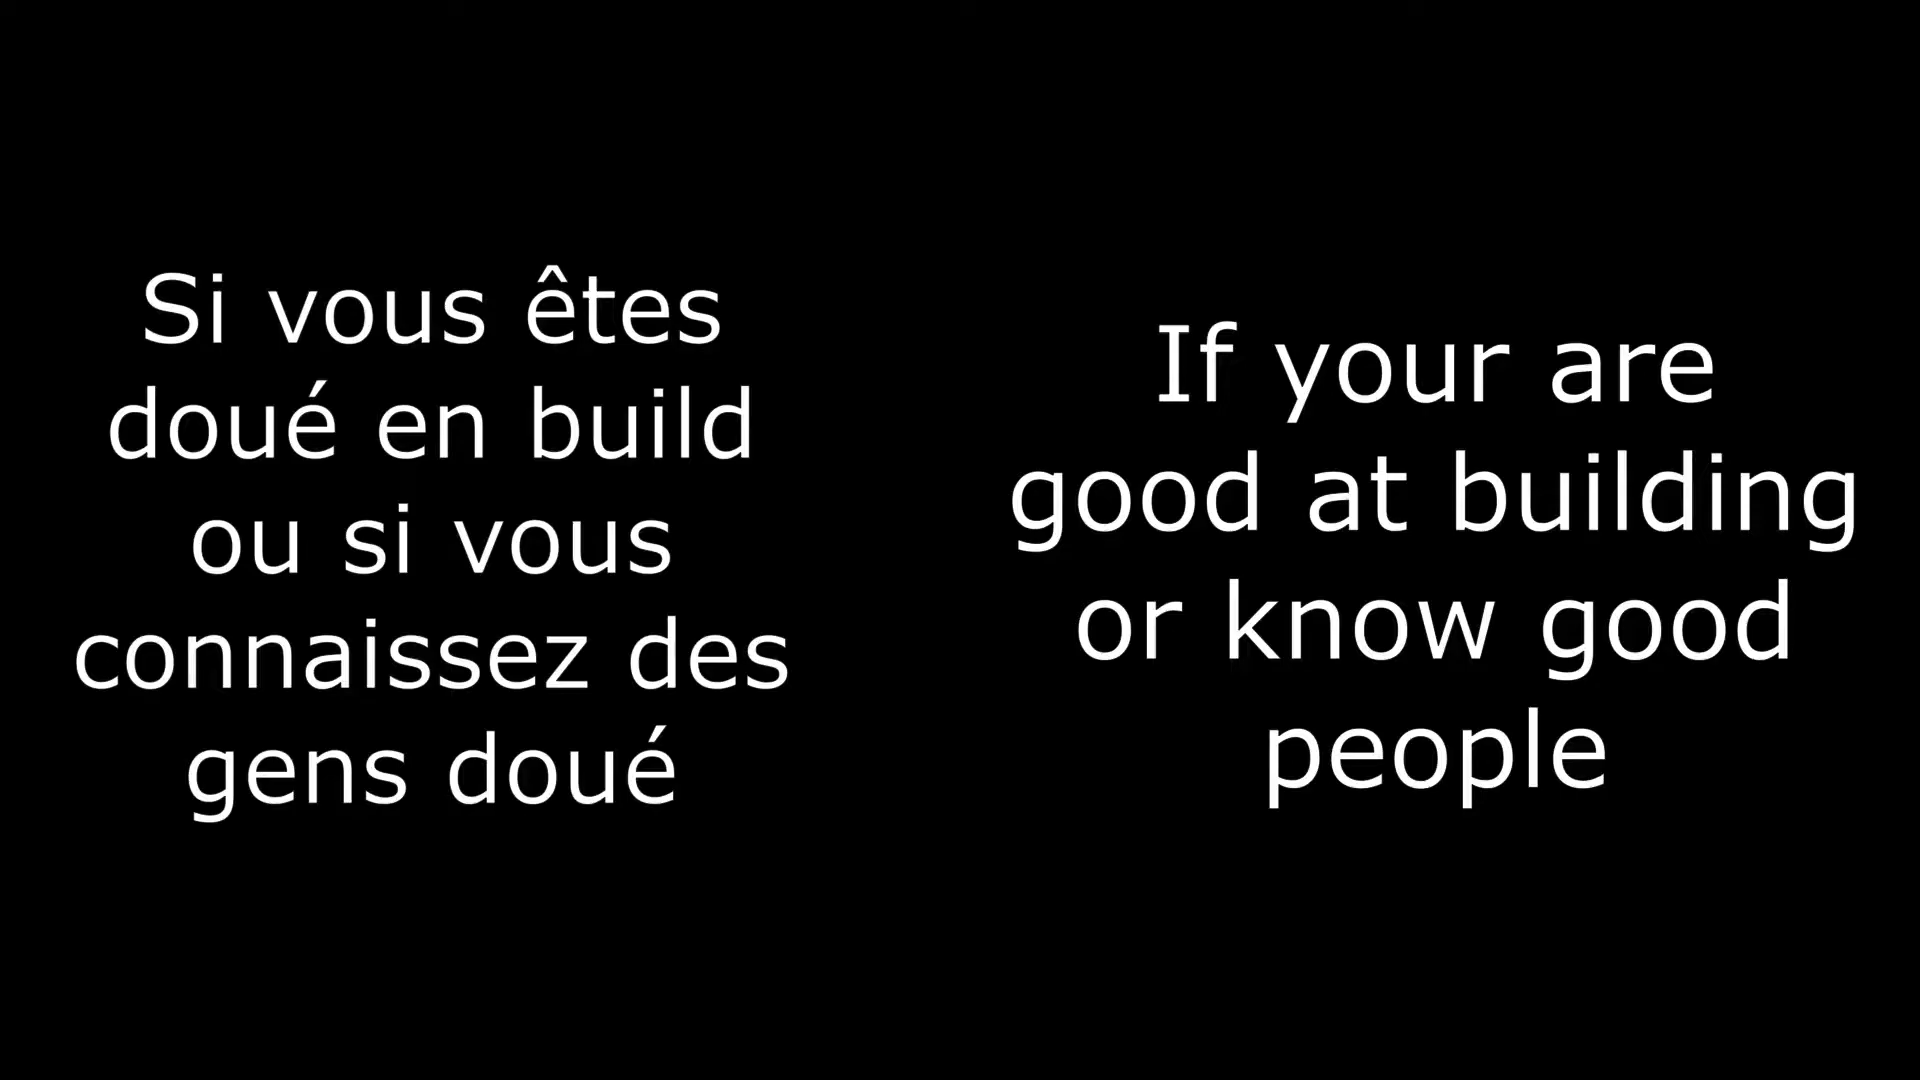 Si vous êtes
doué en build
ou si vous
connaissez des
gens doué
If your are
good at building
or know good
people